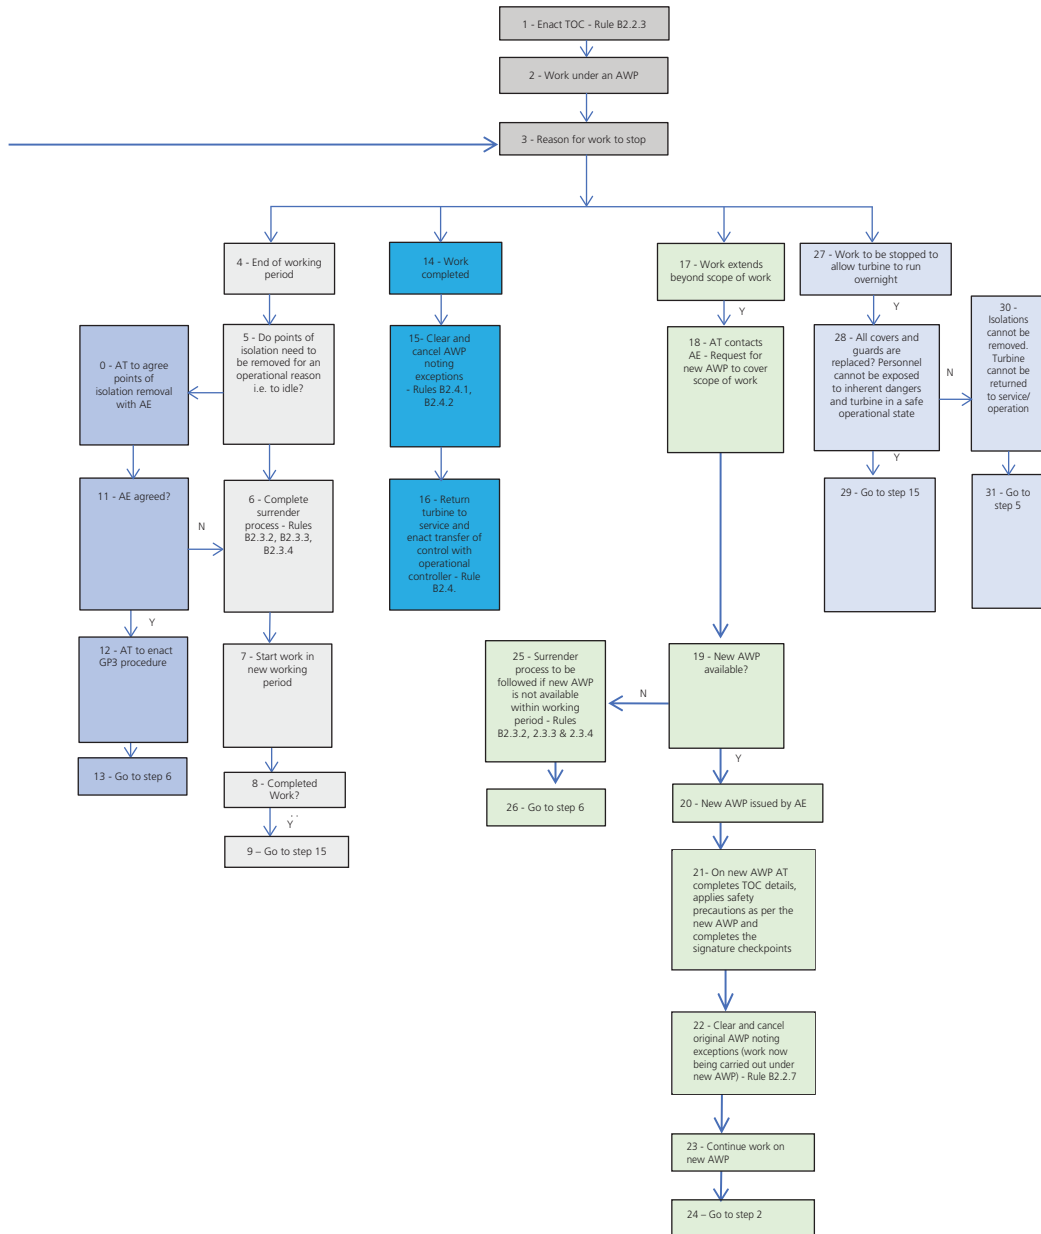 1 - Enact TOC - Rule B2.2.3
2 - Work under an AWP
3 - Reason for work to stop
4 - End of working
period
14 - Work
completed
17 - Work extends
beyond scope of work
27 - Work to be stopped to
allow turbine to run
overnight
Y
Y
5 - Do points of
isolation need to
be removed for an
operational reason
i.e. to idle?
0 - AT to agree
points of
isolation removal
with AE
15- Clear and
cancel AWP
noting
exceptions
- Rules B2.4.1,
B2.4.2
18 - AT contacts
AE - Request for
new AWP to cover
scope of work
28 - All covers and
guards are
replaced? Personnel
cannot be exposed
to inherent dangers
and turbine in a safe
operational state
N
30 -
Isolations
cannot be
removed.
Turbine
cannot be
returned
to service/
operation
Y
11 - AE agreed?
N
6 - Complete
surrender
process - Rules
B2.3.2, B2.3.3,
B2.3.4
16 - Return
turbine to
service and
enact transfer of
control with
operational
controller - Rule
B2.4.
29 - Go to step 15
31 - Go to
step 5
Y
12 - AT to enact
GP3 procedure
7 - Start work in
new working
period
25 - Surrender
process to be
followed if new AWP
is not available
within working
period - Rules
B2.3.2, 2.3.3 & 2.3.4
N
19 - New AWP
available?
Y
13 - Go to step 6
8 - Completed
Work?
Y
9 – Go to step 15
26 - Go to step 6
20 - New AWP issued by AE
21- On new AWP AT
completes TOC details,
applies safety
precautions as per the
new AWP and
completes the
signature checkpoints
22 - Clear and cancel
original AWP noting
exceptions (work now
being carried out under
new AWP) - Rule B2.2.7
23 - Continue work on
new AWP
24 – Go to step 2